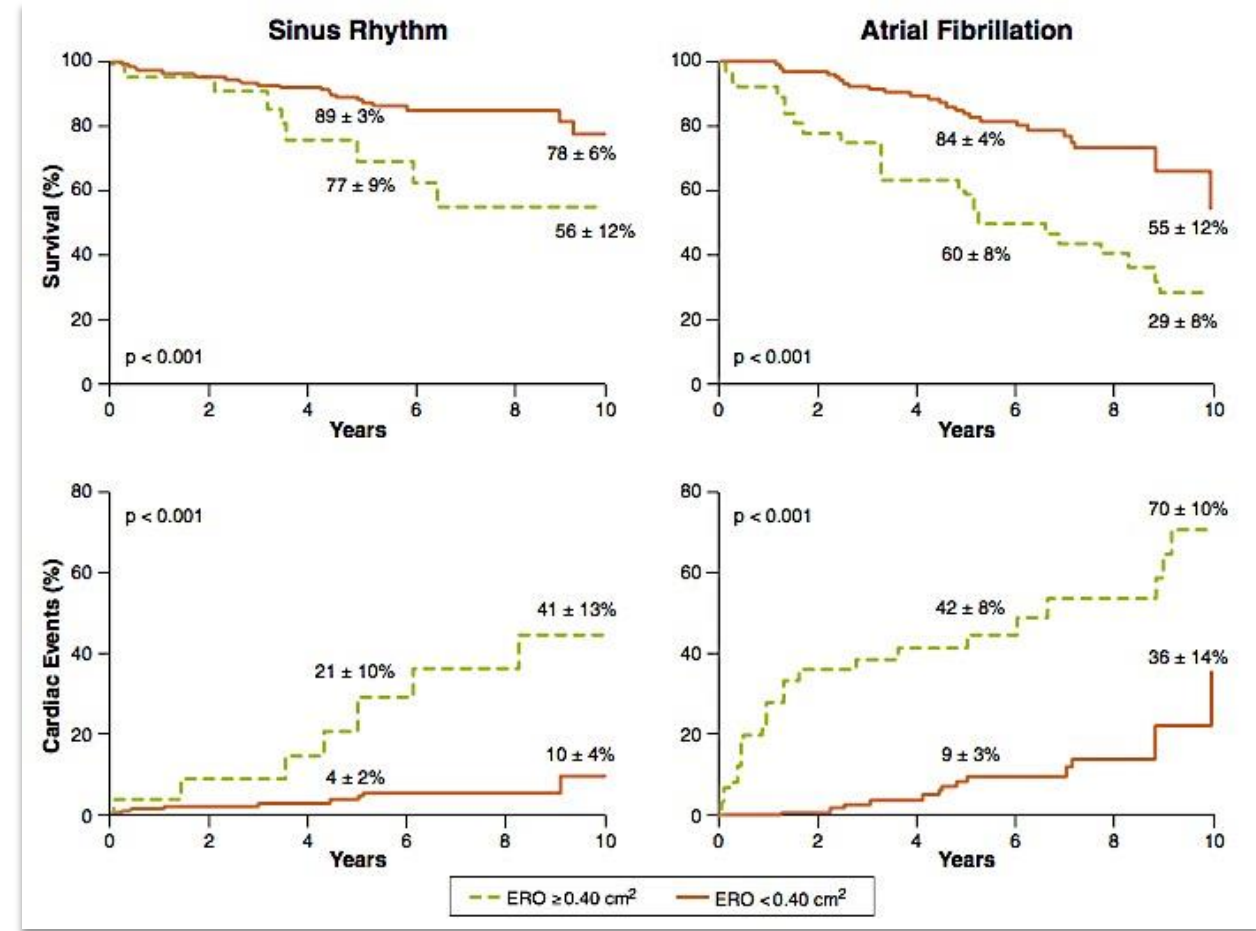 Sinus Rhythm
Survival (%)
100
80
60
40
20
0
89 ± 3%
78 ± 6%
77 ± 9%
56 ± 12%
p < 0.001
0 2 4 6 8 10
Years
Atrial Fibrillation
100
80
60
40
20
0
84 ± 4%
55 ± 12%
60 ± 8%
29 ± 8%
p < 0.001
0 2 4 6 8 10
Years
Cardiac Events (%)
80
60
40
20
0
p < 0.001
41 ± 13%
21 ± 10%
10 ± 4%
4 ± 2%
0 2 4 6 8 10
Years
80
60
40
20
0
p < 0.001
70 ± 10%
42 ± 8%
36 ± 14%
9 ± 3%
0 2 4 6 8 10
Years
ERO ≥0.40 cm² ERO <0.40 cm²